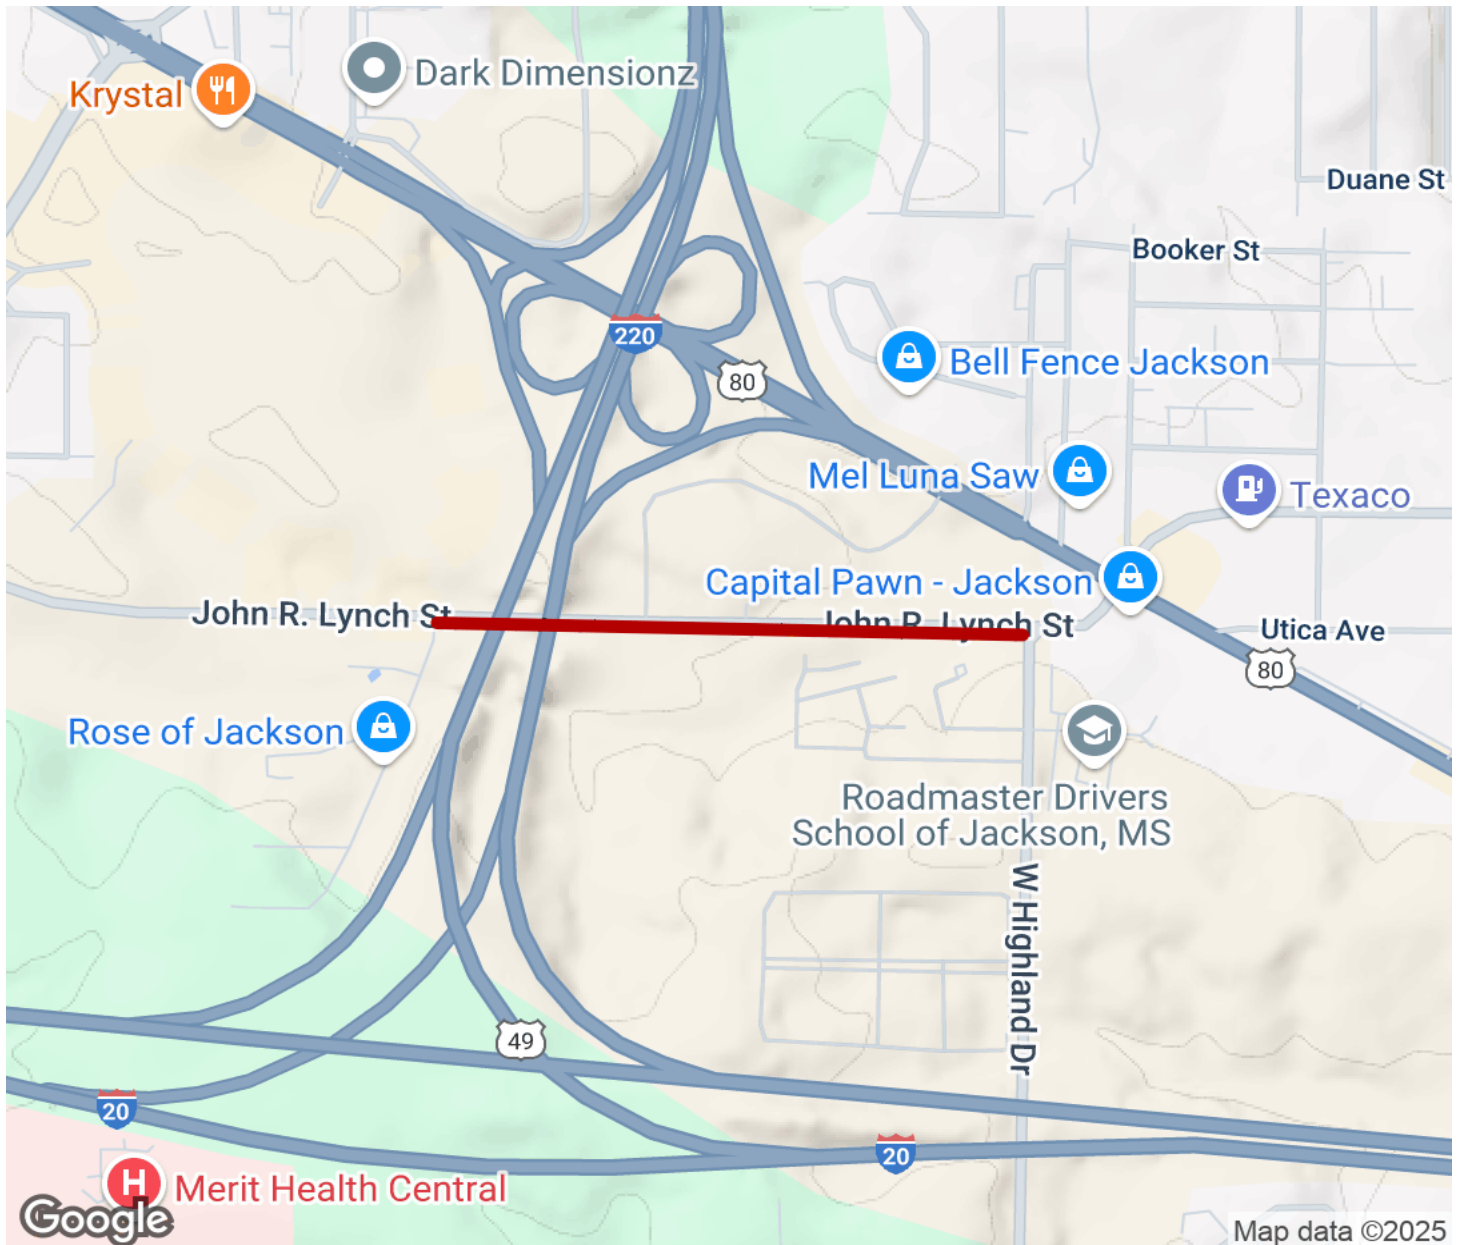 Dark Dimensionz
Krystal
Duane St
Booker St
220
80
Bell Fence Jackson
Mel Luna Saw
Texaco
Capital Pawn - Jackson
John R. Lynch St
John R. Lynch St
Utica Ave
80
Rose of Jackson
Roadmaster Drivers
School of Jackson, MS
W Highland Dr
49
20
20
H
Merit Health Central
Google
Map data ©2025